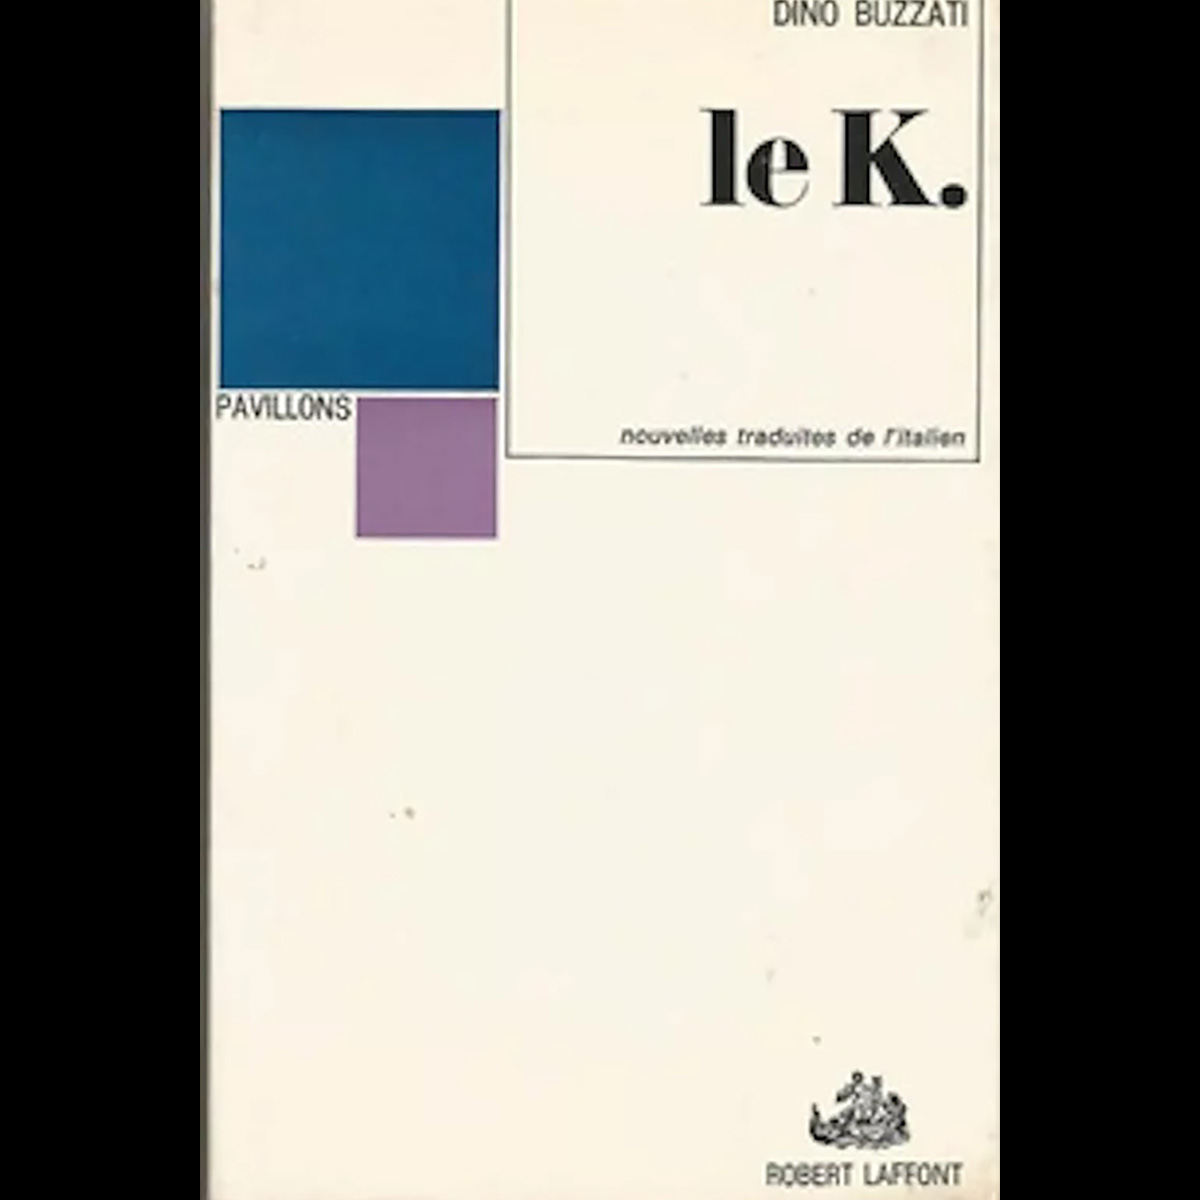 DINO BUZZATI
le K.
PAVILLONS
nouvelles traduites de l'italien
ROBERT LAFFONT